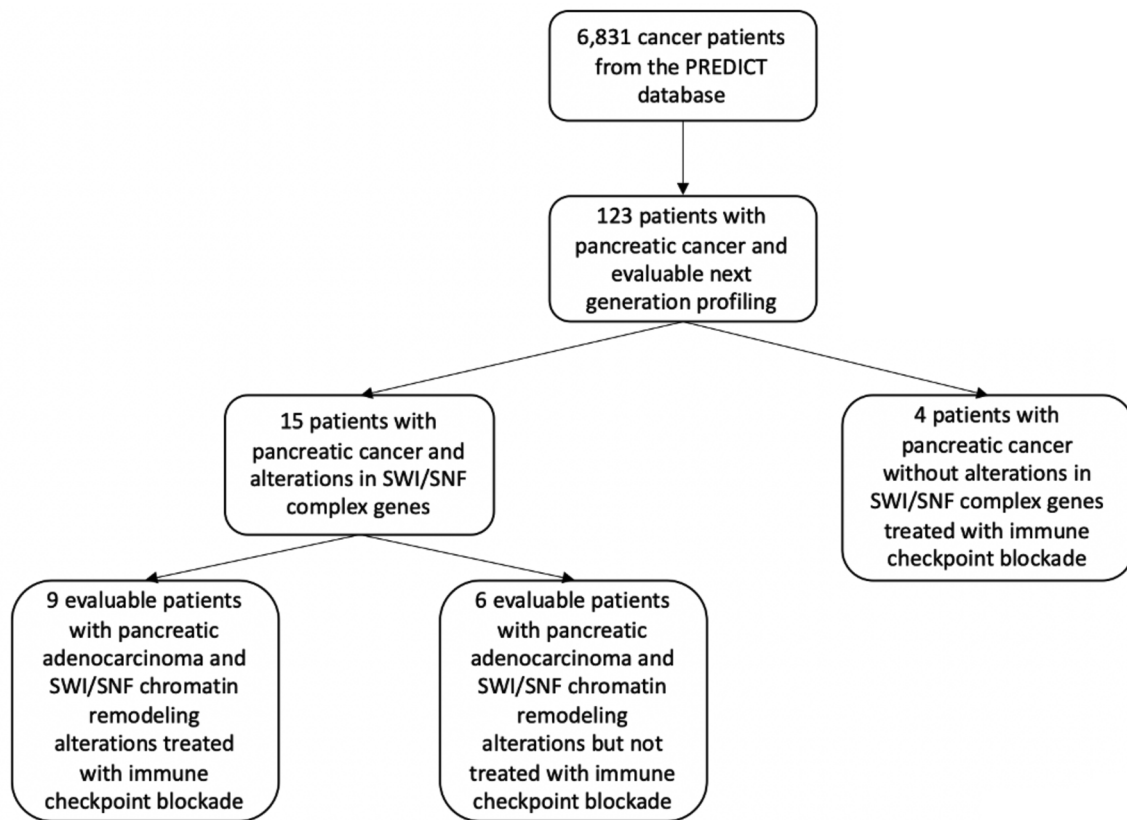 6,831 cancer patients
from the PREDICT
database
123 patients with
pancreatic cancer and
evaluable next
generation profiling
15 patients with
pancreatic cancer and
alterations in SWI/SNF
complex genes
4 patients with
pancreatic cancer
without alterations in
SWI/SNF complex genes
treated with immune
checkpoint blockade
9 evaluable patients
with pancreatic
adenocarcinoma and
SWI/SNF chromatin
remodeling
alterations treated
with immune
checkpoint blockade
6 evaluable patients
with pancreatic
adenocarcinoma and
SWI/SNF chromatin
remodeling
alterations but not
treated with immune
checkpoint blockade